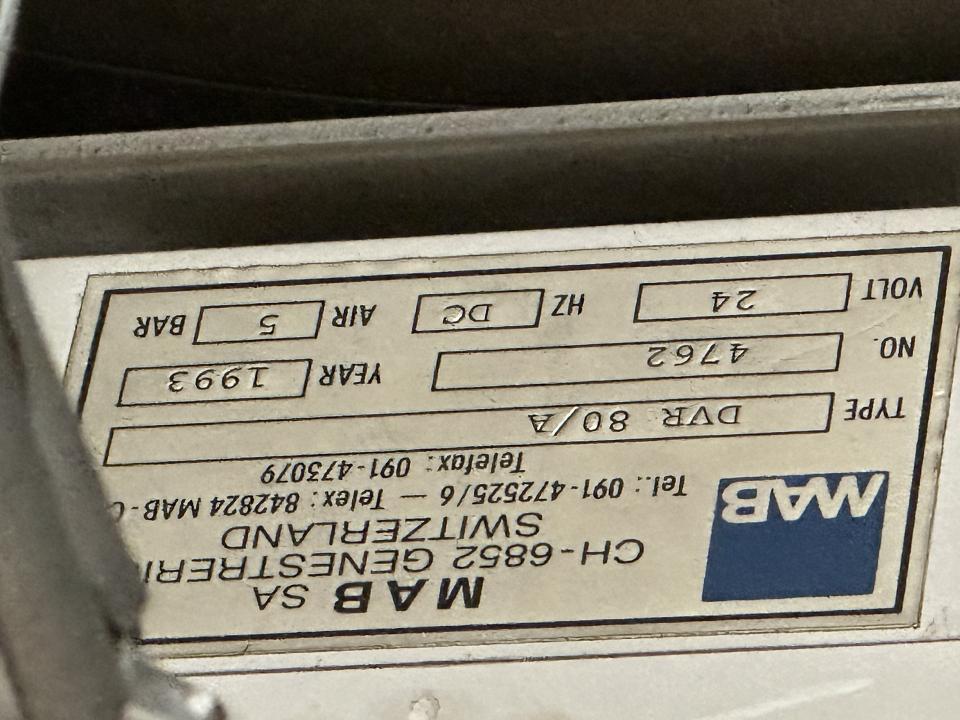 MAB
MAB SA
CH-6852 GENESTRERI
SWITZERLAND
Tel.: 091-472525/6 — Telex: 842824 MAB-C
Telefax: 091-473079
TYPE DVR 80/A
NO. 4762 YEAR 1993
VOLT 24 HZ DC AIR 5 BAR